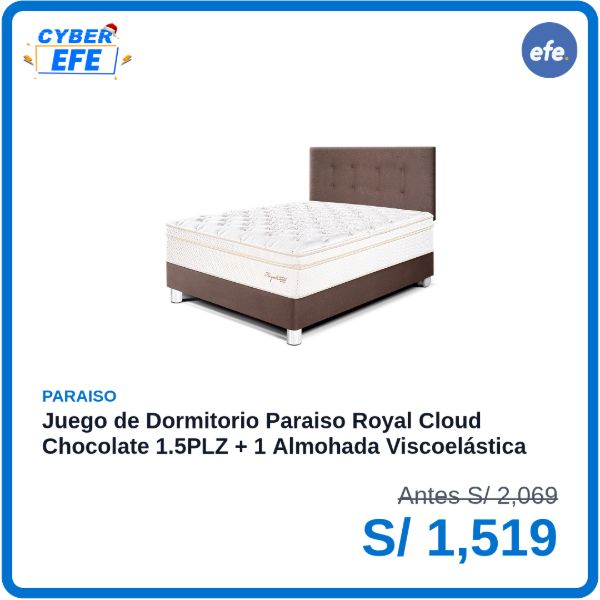 CYBER
EFE
efe.
PARAISO
Juego de Dormitorio Paraiso Royal Cloud
Chocolate 1.5PLZ + 1 Almohada Viscoelástica
Antes S/ 2,069
S/ 1,519